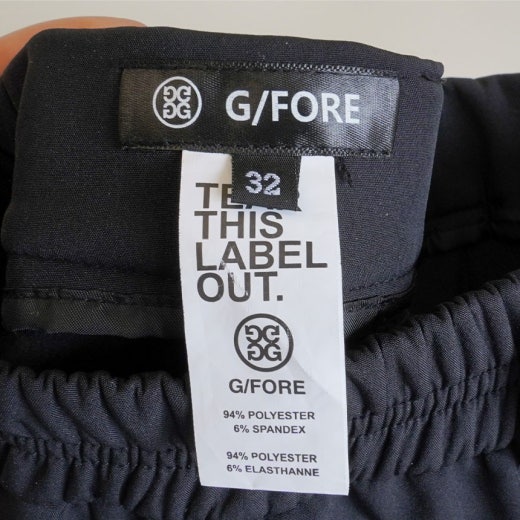 G/FORE
32
THIS
LABEL
OUT.
G/FORE
94% POLYESTER
6% SPANDEX
94% POLYESTER
6% ELASTHANNE